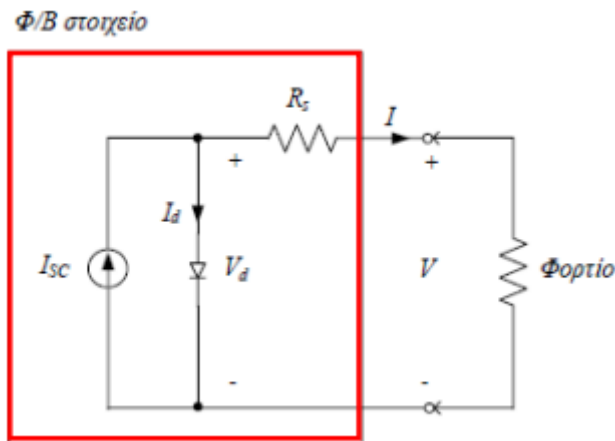 Φ/Β στοιχείο
R_s
I
+
+
I_d
I_SC
V_d
V
Φορτίο
-
-